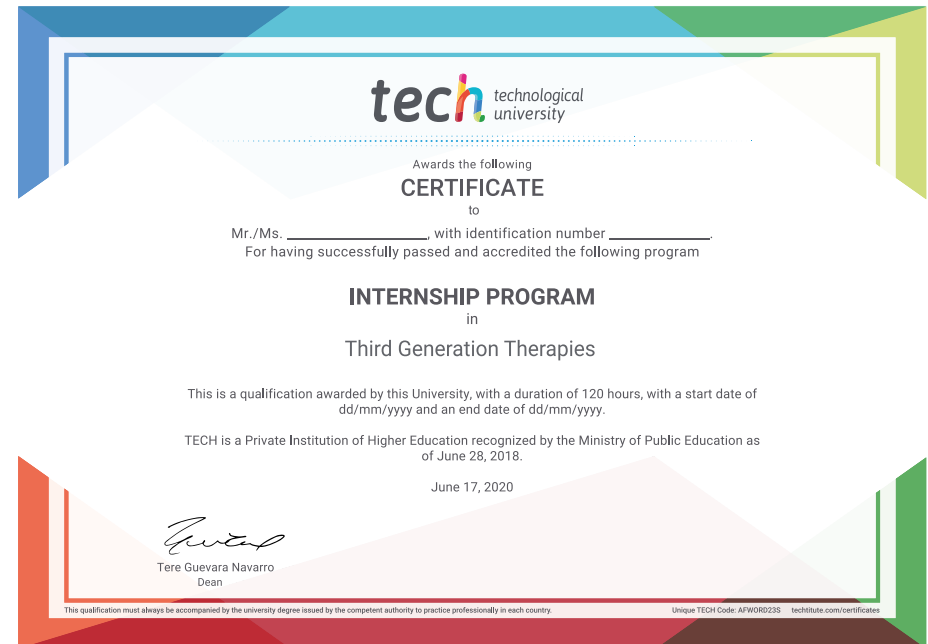 tech technological
university
Awards the following
CERTIFICATE
to
Mr./Ms. ____________________, with identification number ______________.
For having successfully passed and accredited the following program
INTERNSHIP PROGRAM
in
Third Generation Therapies
This is a qualification awarded by this University, with a duration of 120 hours, with a start date of
dd/mm/yyyy and an end date of dd/mm/yyyy.
TECH is a Private Institution of Higher Education recognized by the Ministry of Public Education as
of June 28, 2018.
June 17, 2020
Tere Guevara Navarro
Dean
This qualification must always be accompanied by the university degree issued by the competent authority to practice professionally in each country.
Unique TECH Code: AFWORD23S techtitute.com/certificates